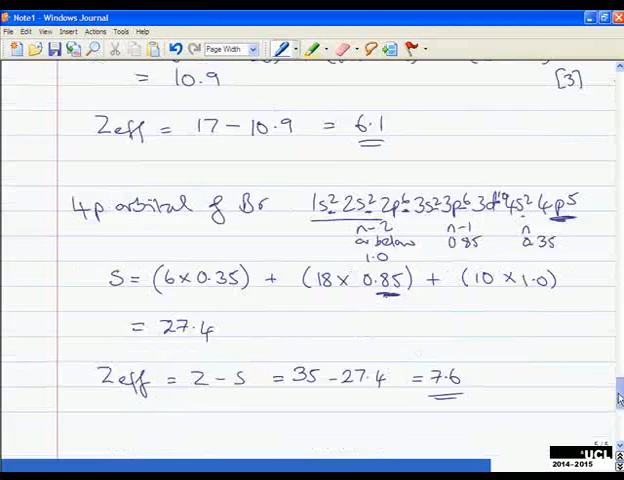 Note1 - Windows Journal
File Edit View Insert Actions Tools Help
Page Width
= 10.9 [3]
Zeff = 17 - 10.9 = 6.1
4p orbital of Br 1s² 2s² 2p⁶ 3s² 3p⁶ 3d¹⁰ 4s² 4p⁵
n-2 n-1 n
or below 0.85 0.35
1.0
S = (6 x 0.35) + (18 x 0.85) + (10 x 1.0)
= 27.4
Zeff = Z - S = 35 - 27.4 = 7.6
5/5
UCL
2014-2015